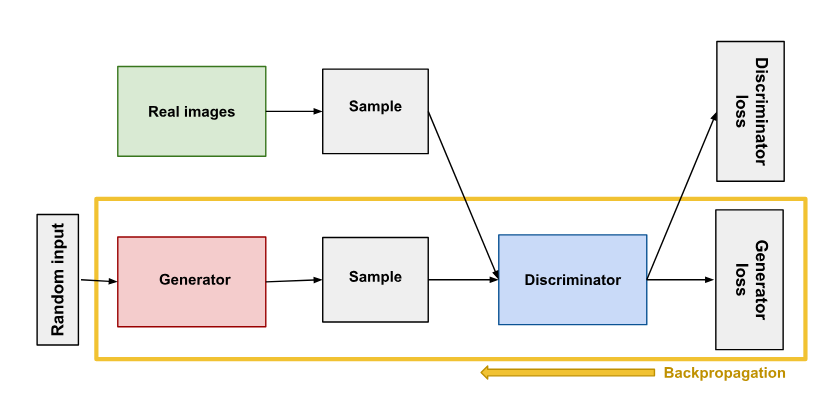 Real images
Sample
Discriminator
loss
Random input
Generator
Sample
Discriminator
Generator
loss
Backpropagation